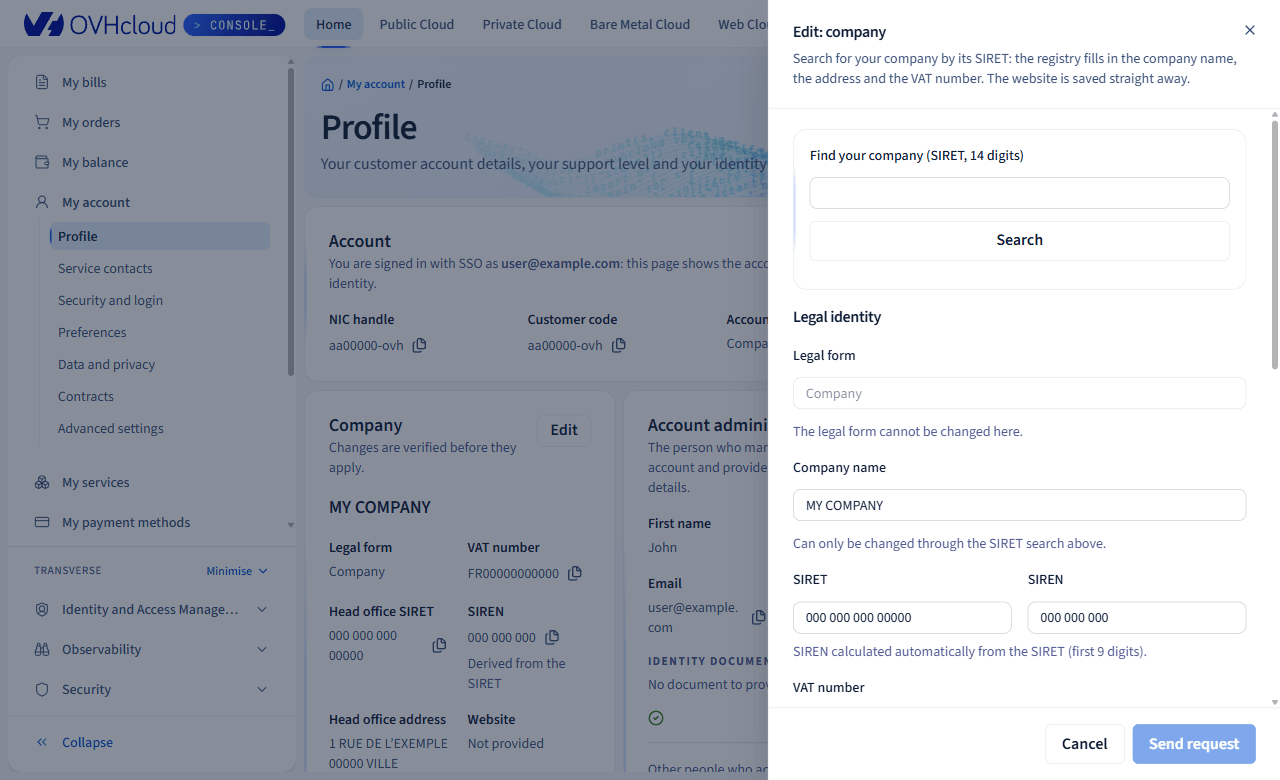 OVHcloud
> CONSOLE_
Home
Public Cloud
Private Cloud
Bare Metal Cloud
My bills
My orders
My balance
My account
Profile
Service contacts
Security and login
Preferences
Data and privacy
Contracts
Advanced settings
My services
My payment methods
TRANSVERSE
Minimise
Identity and Access Manage...
Observability
Security
Collapse
/ My account / Profile
Profile
Your customer account details, your support level and your identity
Account
You are signed in with SSO as user@example.com: this page shows the
identity.
NIC handle
aa00000-ovh
Customer code
aa00000-ovh
Company
Edit
Changes are verified before they
apply.
MY COMPANY
Legal form
Company
VAT number
FR00000000000
Head office SIRET
000 000 000
00000
SIREN
000 000 000
Derived from the
SIRET
Head office address
1 RUE DE L'EXEMPLE
00000 VILLE
Website
Not provided
Account
The person who
account and
details.
First name
John
Email
user@example.
com
IDENTITY
No document to
Other people who
Edit: company
Search for your company by its SIRET: the registry fills in the company name,
the address and the VAT number. The website is saved straight away.
Find your company (SIRET, 14 digits)
Search
Legal identity
Legal form
Company
The legal form cannot be changed here.
Company name
MY COMPANY
Can only be changed through the SIRET search above.
SIRET
SIREN
000 000 000 00000
000 000 000
SIREN calculated automatically from the SIRET (first 9 digits).
VAT number
Cancel
Send request